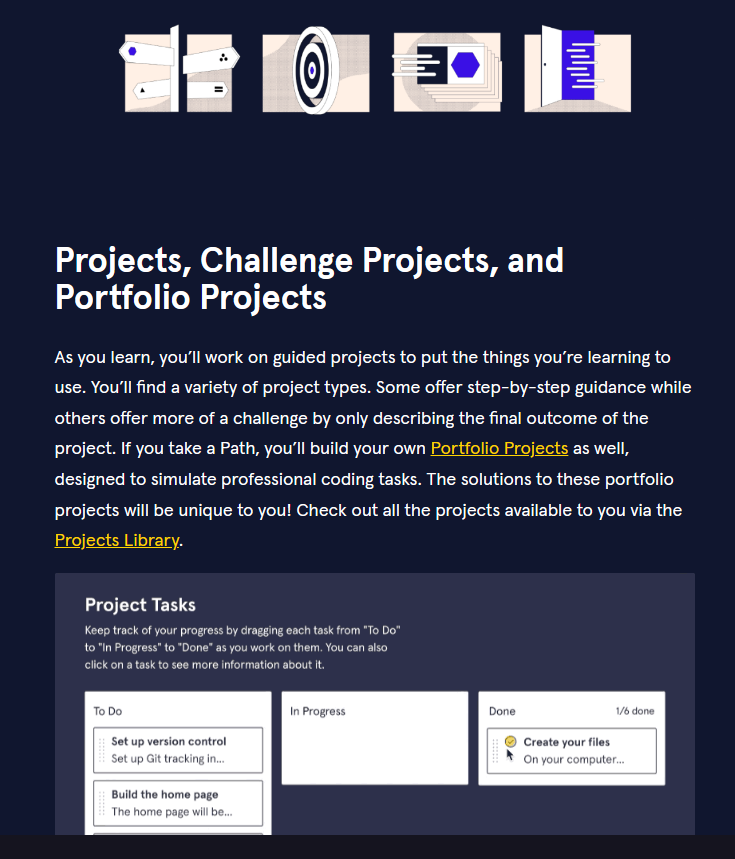 Projects, Challenge Projects, and
Portfolio Projects
As you learn, you’ll work on guided projects to put the things you’re learning to
use. You’ll find a variety of project types. Some offer step-by-step guidance while
others offer more of a challenge by only describing the final outcome of the
project. If you take a Path, you’ll build your own Portfolio Projects as well,
designed to simulate professional coding tasks. The solutions to these portfolio
projects will be unique to you! Check out all the projects available to you via the
Projects Library.
Project Tasks
Keep track of your progress by dragging each task from "To Do"
to "In Progress" to "Done" as you work on them. You can also
click on a task to see more information about it.
To Do
Set up version control
Set up Git tracking in...
Build the home page
The home page will be...
In Progress
Done 1/6 done
Create your files
On your computer...